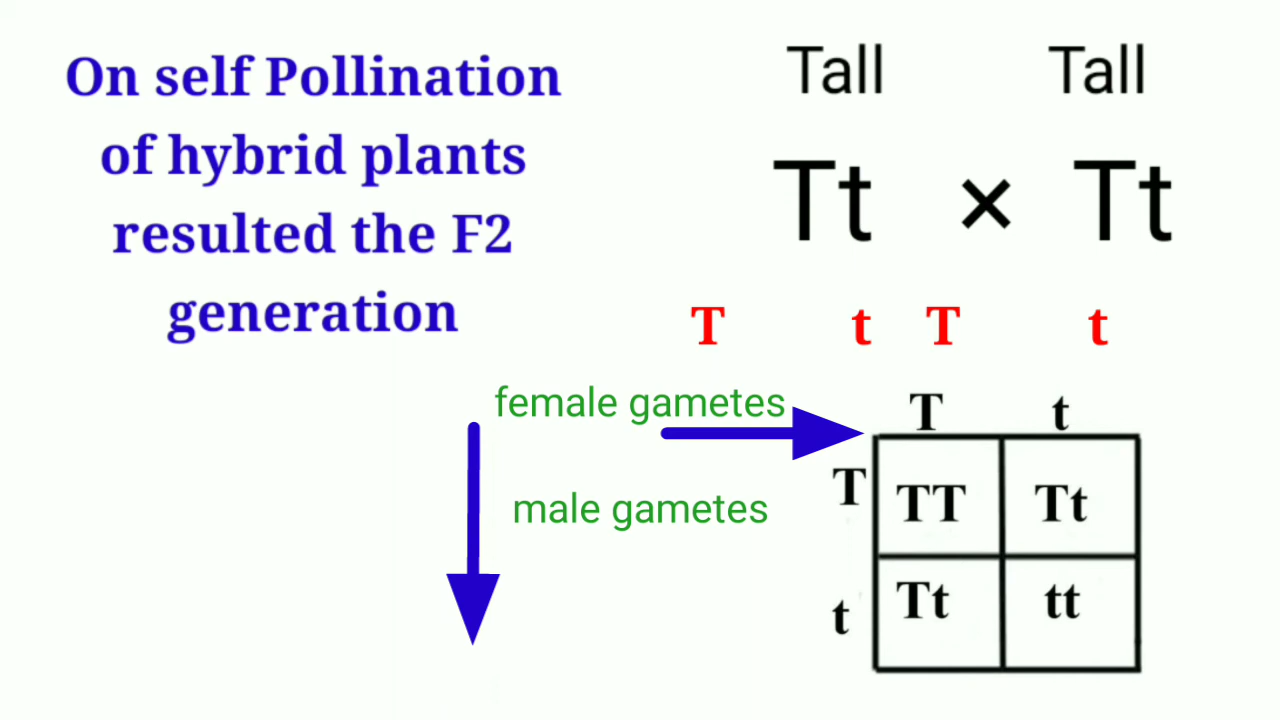 On self Pollination
of hybrid plants
resulted the F2
generation
Tall Tall
Tt × Tt
T t T t
female gametes
male gametes
T t
T TT Tt
t Tt tt